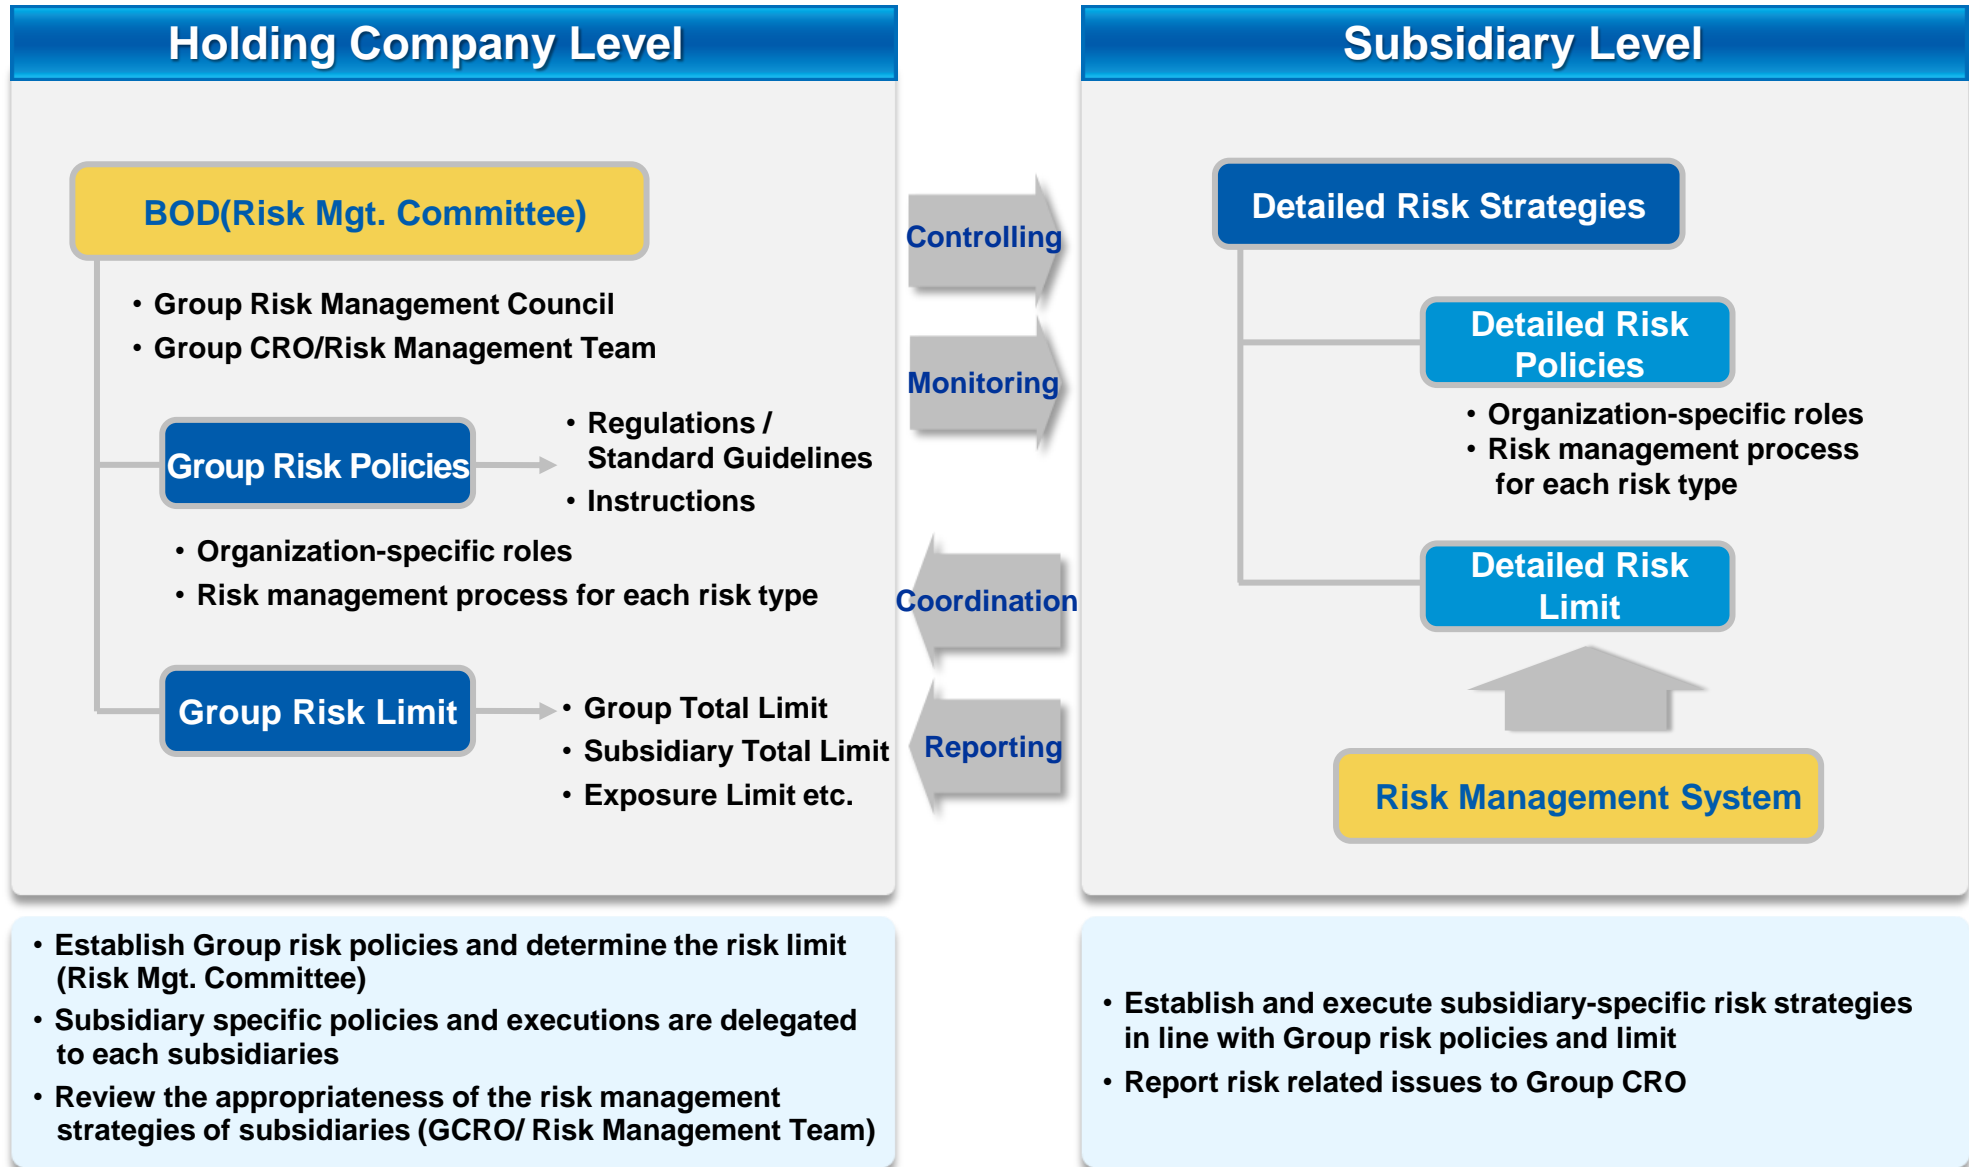 Holding Company Level
BOD(Risk Mgt. Committee)
• Group Risk Management Council
• Group CRO/Risk Management Team
Group Risk Policies
• Regulations /
Standard Guidelines
• Instructions
• Organization-specific roles
• Risk management process for each risk type
Group Risk Limit
• Group Total Limit
• Subsidiary Total Limit
• Exposure Limit etc.
Controlling
Monitoring
Coordination
Reporting
Subsidiary Level
Detailed Risk Strategies
Detailed Risk
Policies
• Organization-specific roles
• Risk management process
for each risk type
Detailed Risk
Limit
Risk Management System
• Establish Group risk policies and determine the risk limit
(Risk Mgt. Committee)
• Subsidiary specific policies and executions are delegated
to each subsidiaries
• Review the appropriateness of the risk management
strategies of subsidiaries (GCRO/ Risk Management Team)
• Establish and execute subsidiary-specific risk strategies
in line with Group risk policies and limit
• Report risk related issues to Group CRO